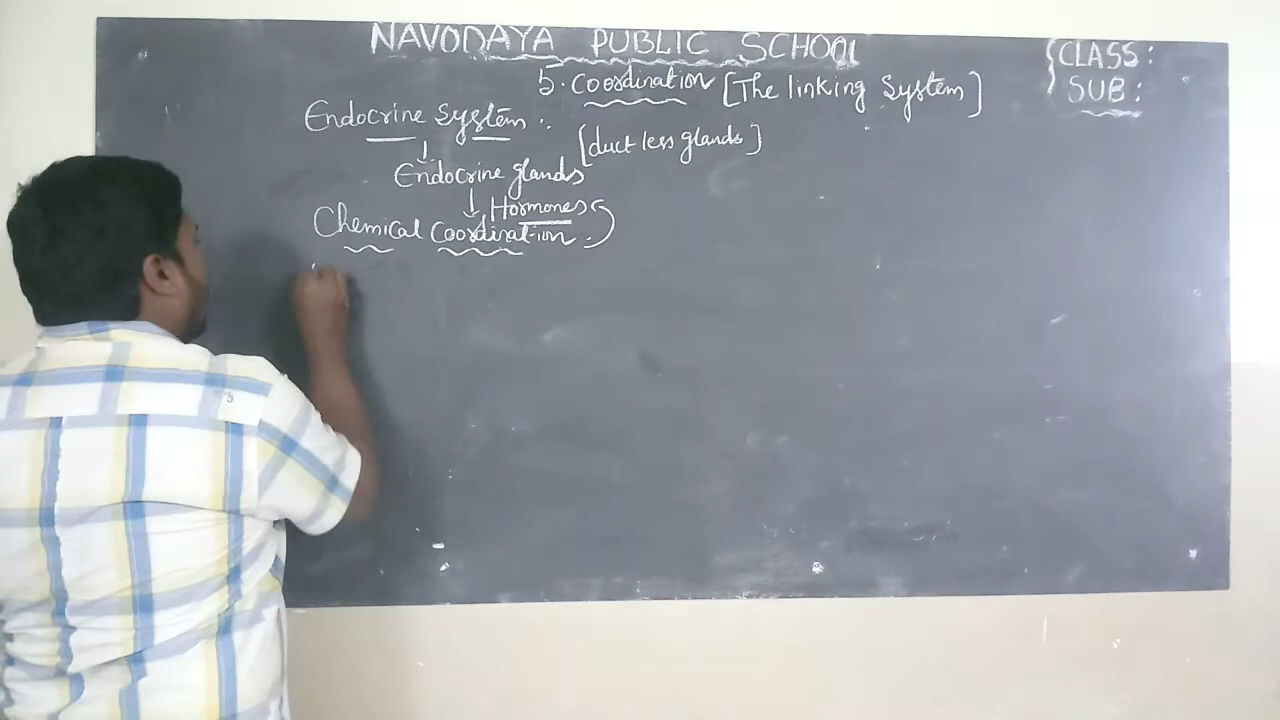 NAVODAYA PUBLIC SCHOOL
CLASS:
SUB:
5. Coordination [The linking System]
Endocrine System:
[duct less glands]
Endocrine glands
Hormones
Chemical Coordination.